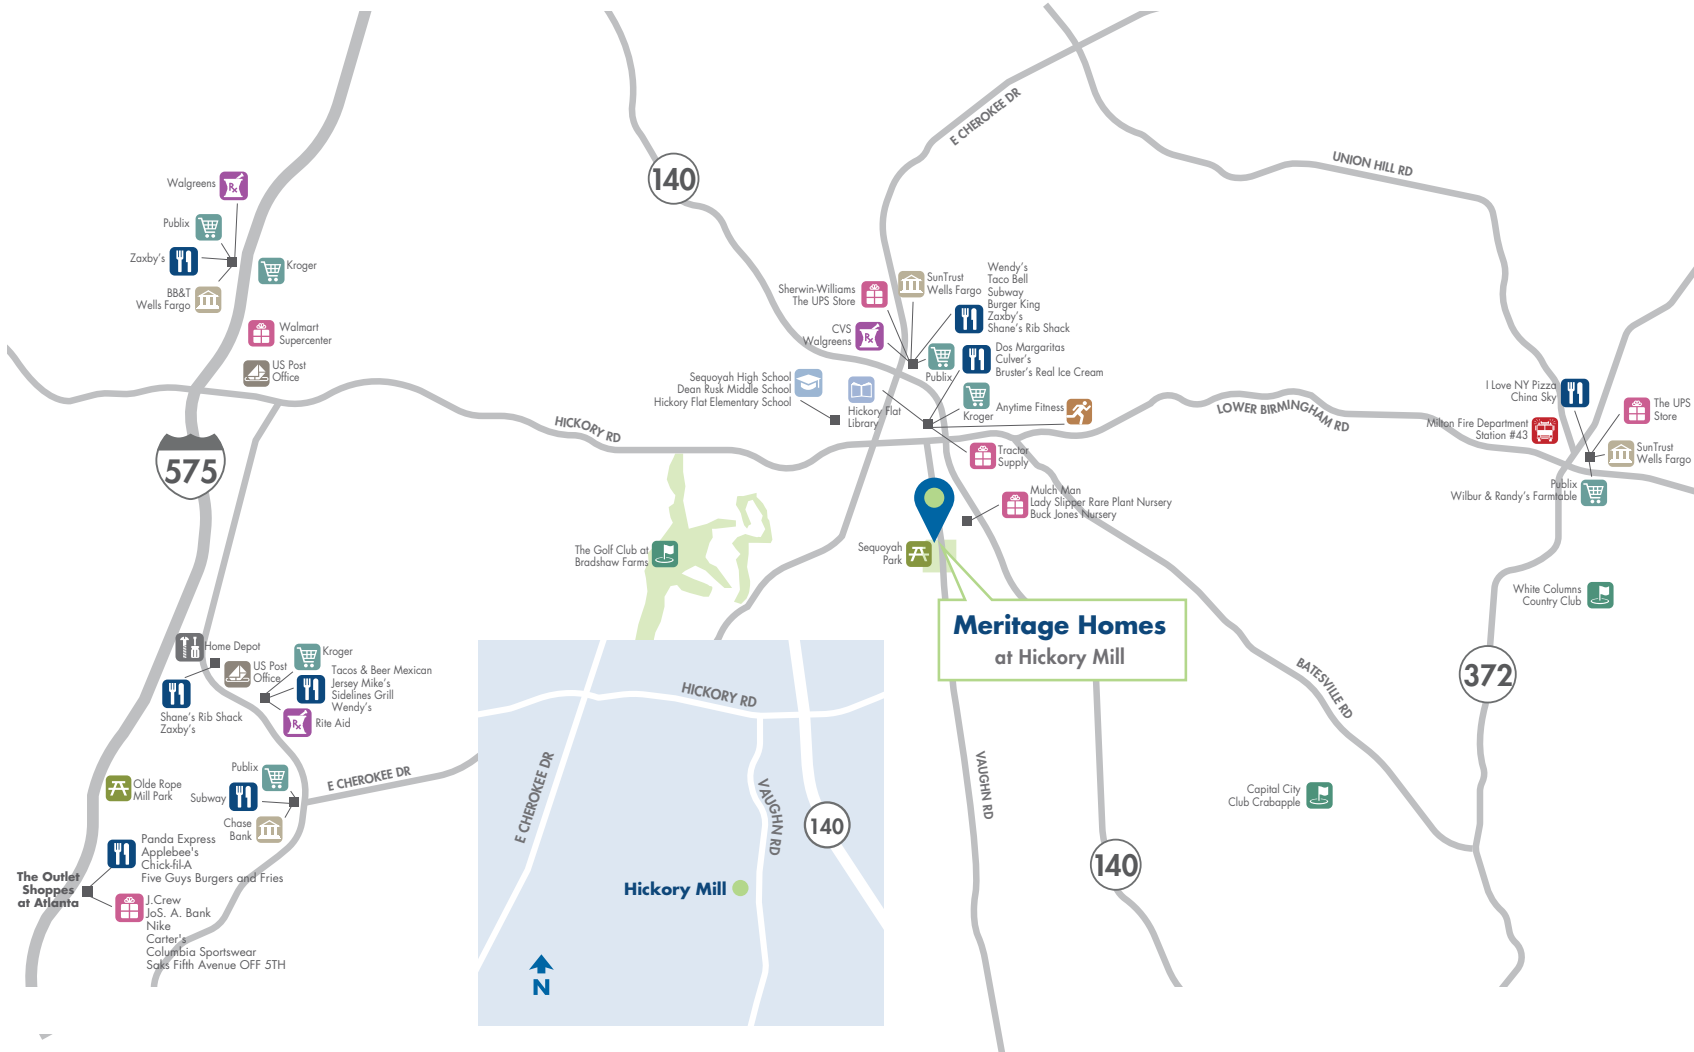 E CHEROKEE DR
UNION HILL RD
140
Walgreens
Publix
Zaxby's
BB&T
Wells Fargo
Kroger
Walmart
Supercenter
US Post
Office
575
HICKORY RD
Sherwin-Williams
The UPS Store
SunTrust
Wells Fargo
Wendy's
Taco Bell
Subway
Burger King
Zaxby's
Shane's Rib Shack
CVS
Walgreens
Publix
Dos Margaritas
Culver's
Bruster's Real Ice Cream
Sequoyah High School
Dean Rusk Middle School
Hickory Flat Elementary School
Hickory Flat
Library
Kroger
Anytime Fitness
Tractor
Supply
LOWER BIRMINGHAM RD
I Love NY Pizza
China Sky
The UPS
Store
Milton Fire Department
Station #43
SunTrust
Wells Fargo
Publix
Wilbur & Randy's Farmtable
Mulch Man
Lady Slipper Rare Plant Nursery
Buck Jones Nursery
The Golf Club at
Bradshaw Farms
Sequoyah
Park
White Columns
Country Club
Meritage Homes
at Hickory Mill
372
BATESVILLE RD
Home Depot
US Post
Office
Kroger
Tacos & Beer Mexican
Jersey Mike's
Sidelines Grill
Wendy's
Rite Aid
Shane's Rib Shack
Zaxby's
Olde Rope
Mill Park
Publix
Subway
Chase
Bank
E CHEROKEE DR
VAUGHN RD
Capital City
Club Crabapple
140
Panda Express
Applebee's
Chick-fil-A
Five Guys Burgers and Fries
The Outlet
Shoppes
at Atlanta
J.Crew
JoS. A. Bank
Nike
Carter's
Columbia Sportswear
Saks Fifth Avenue OFF 5TH
HICKORY RD
E CHEROKEE DR
VAUGHN RD
140
Hickory Mill
N